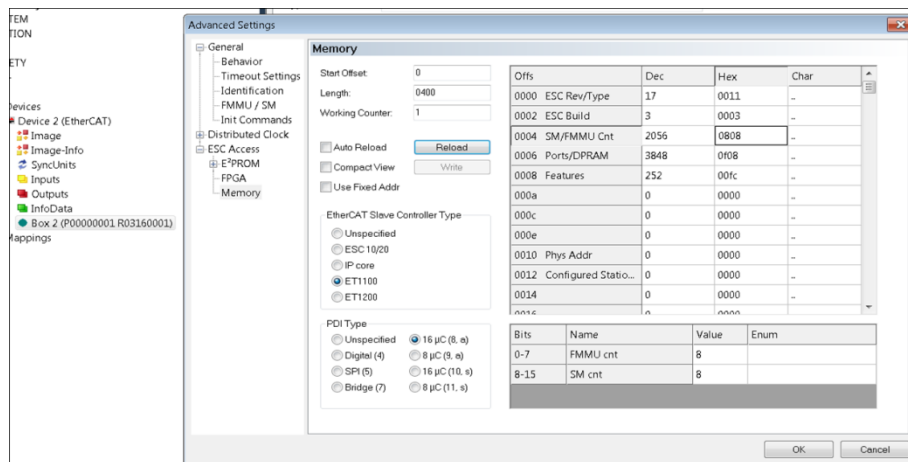 TEM
TION
ETY
Devices
Device 2 (EtherCAT)
Image
Image-Info
SyncUnits
Inputs
Outputs
InfoData
Box 2 (P00000001 R03160001)
Mappings
Advanced Settings
General
Behavior
Timeout Settings
Identification
FMMU / SM
Init Commands
Distributed Clock
ESC Access
E²PROM
FPGA
Memory
Memory
Start Offset: 0
Length: 0400
Working Counter: 1
Auto Reload Reload
Compact View Write
Use Fixed Addr
EtherCAT Slave Controller Type
Unspecified
ESC 10/20
IP core
ET1100
ET1200
PDI Type
Unspecified 16 µC (8, a)
Digital (4) 8 µC (9, a)
SPI (5) 16 µC (10, s)
Bridge (7) 8 µC (11, s)
Offs Dec Hex Char
0000 ESC Rev/Type 17 0011 ..
0002 ESC Build 3 0003 ..
0004 SM/FMMU Cnt 2056 0808 ..
0006 Ports/DPRAM 3848 0f08 ..
0008 Features 252 00fc ..
000a 0 0000 ..
000c 0 0000 ..
000e 0 0000 ..
0010 Phys Addr 0 0000 ..
0012 Configured Statio... 0 0000 ..
0014 0 0000 ..
0016 0 0000
Bits Name Value Enum
0-7 FMMU cnt 8
8-15 SM cnt 8
OK Cancel